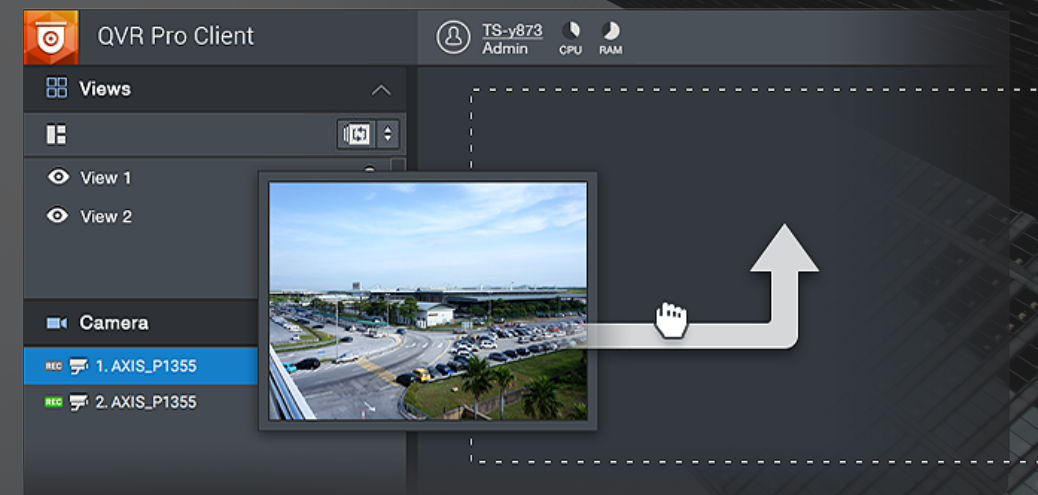 QVR Pro Client
TS-y873
Admin
CPU
RAM
Views
View 1
View 2
Camera
REC 1. AXIS_P1355
REC 2. AXIS_P1355